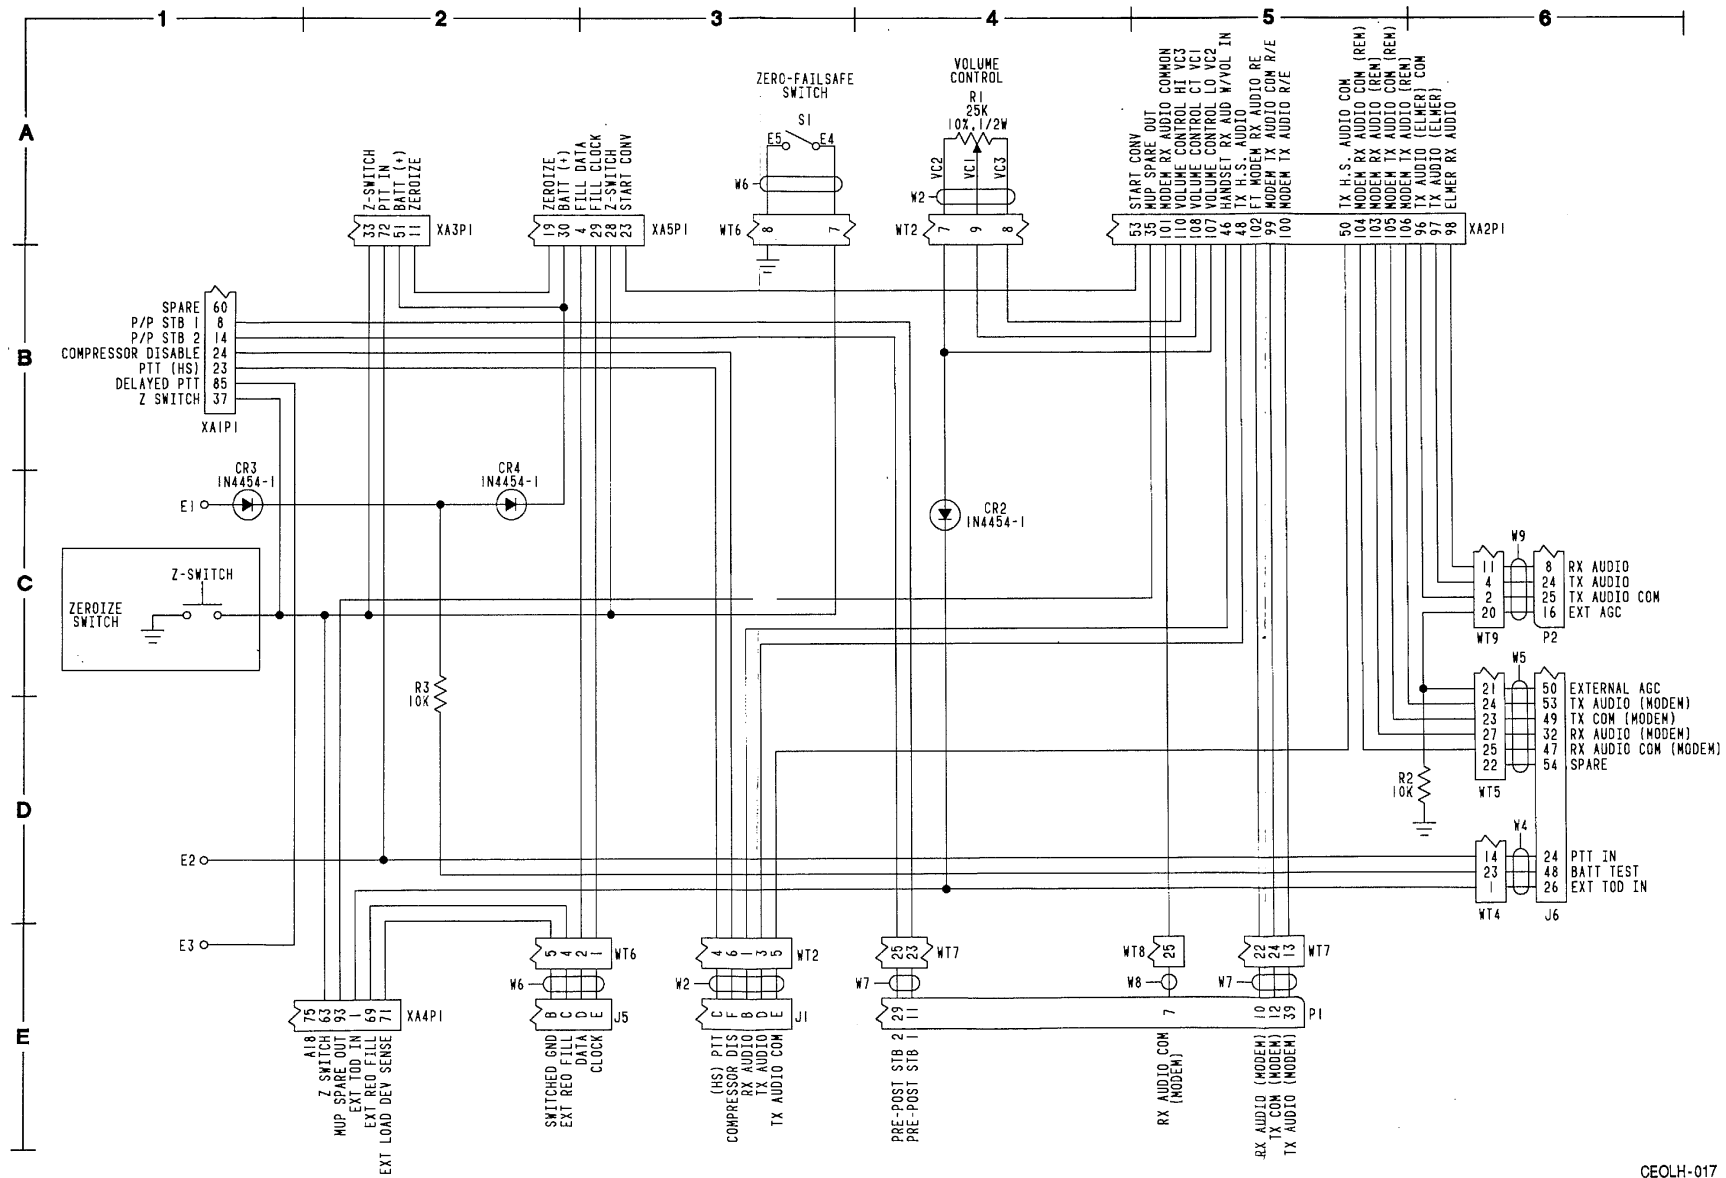 1 2 3 4 5 6
A
B
C
D
E
Z-SWITCH
PTT IN
BATT (+)
ZEROIZE
33 72 51 11
XA3P1
ZEROIZE
BATT (+)
FILL DATA
FILL CLOCK
Z-SWITCH
START CONV
19 30 4 29 28 23
XA5P1
ZERO-FAILSAFE
SWITCH
S1
E5 E4
W6
WT6
8 7
VOLUME
CONTROL
R1
25K
10%,1/2W
VC2 VC1 VC3
W2
WT2
7 9 8
START CONV
MUP SPARE OUT
MODEM RX AUDIO COMMON
VOLUME CONTROL HI VC3
VOLUME CONTROL CT VC1
VOLUME CONTROL LO VC2
HANDSET RX AUD W/VOL IN
TX H.S. AUDIO
FT MODEM RX AUDIO RE
MODEM TX AUDIO COM R/E
MODEM TX AUDIO R/E
TX H.S. AUDIO COM
MODEM RX AUDIO COM (REM)
MODEM RX AUDIO (REM)
MODEM TX AUDIO COM (REM)
MODEM TX AUDIO (REM)
TX AUDIO (ELMER) COM
TX AUDIO (ELMER)
ELMER RX AUDIO
53 35 101 110 108 107 46 48 102 99 100 50 104 103 105 106 96 97 98
XA2P1
SPARE 60
P/P STB 1 8
P/P STB 2 14
COMPRESSOR DISABLE 24
PTT (HS) 23
DELAYED PTT 85
Z SWITCH 37
XA1P1
CR3
1N4454-1
E1
CR4
1N4454-1
CR2
1N4454-1
Z-SWITCH
ZEROIZE
SWITCH
R3
10K
W9
11 8 RX AUDIO
4 24 TX AUDIO
2 25 TX AUDIO COM
20 16 EXT AGC
WT9 P2
W5
21 50 EXTERNAL AGC
24 53 TX AUDIO (MODEM)
23 49 TX COM (MODEM)
27 32 RX AUDIO (MODEM)
25 47 RX AUDIO COM (MODEM)
22 54 SPARE
WT5
R2
10K
W4
14 24 PTT IN
23 48 BATT TEST
1 26 EXT TOD IN
WT4 J6
E2
E3
5 4 2 1
WT6
W6
B C D E
J5
SWITCHED GND
EXT REO FILL
DATA
CLOCK
4 6 1 3 5
WT2
W2
C F B D E
J1
(HS) PTT
COMPRESSOR DIS
RX AUDIO
TX AUDIO
TX AUDIO COM
25 23
WT7
W7
29 11
PRE-POST STB 2
PRE-POST STB 1
WT8
25
W8
7
RX AUDIO COM
(MODEM)
22 24 13
WT7
W7
10 12 39
P1
RX AUDIO (MODEM)
TX COM (MODEM)
TX AUDIO (MODEM)
75 63 93 1 69 71
XA4P1
A18
Z SWITCH
MUP SPARE OUT
EXT TOD IN
EXT REO FILL
EXT LOAD DEV SENSE
CEOLH-017